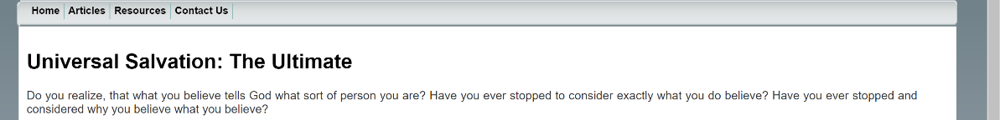 Home Articles Resources Contact Us
Universal Salvation: The Ultimate
Do you realize, that what you believe tells God what sort of person you are? Have you ever stopped to consider exactly what you do believe? Have you ever stopped and
considered why you believe what you believe?